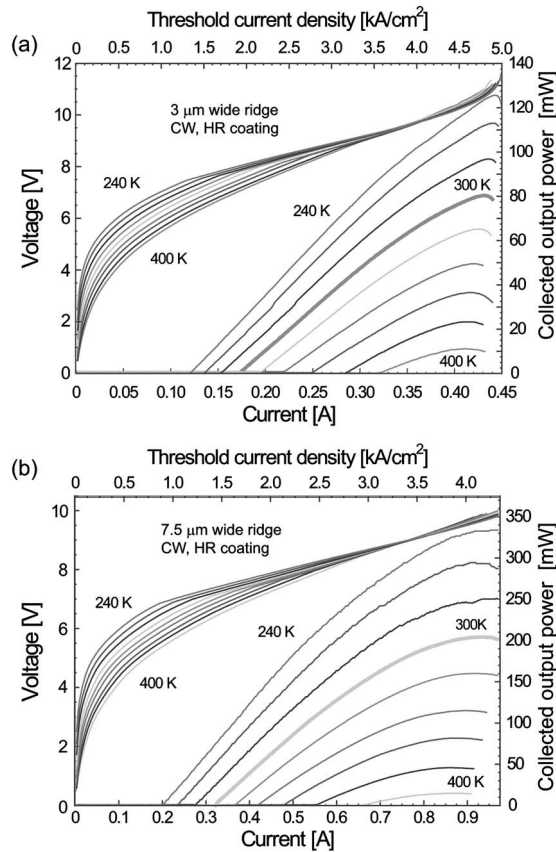 Threshold current density [kA/cm²]
(a) 0 0.5 1.0 1.5 2.0 2.5 3.0 3.5 4.0 4.5 5.0
12 140
3 µm wide ridge
CW, HR coating
10 120
240 K
100
8
240 K
300 K
80
6
60
400 K
4
40
2
20
400 K
0 0
0 0.05 0.10 0.15 0.20 0.25 0.30 0.35 0.40 0.45
Current [A]
Voltage [V]
Collected output power [mW]
(b) Threshold current density [kA/cm²]
0 0.5 1.0 1.5 2.0 2.5 3.0 3.5 4.0
10 350
7.5 µm wide ridge
CW, HR coating
300
8
240 K
250
240 K
300K
6
200
400 K
150
4
100
2
50
400 K
0 0
0 0.1 0.2 0.3 0.4 0.5 0.6 0.7 0.8 0.9
Current [A]
Voltage [V]
Collected output power [mW]